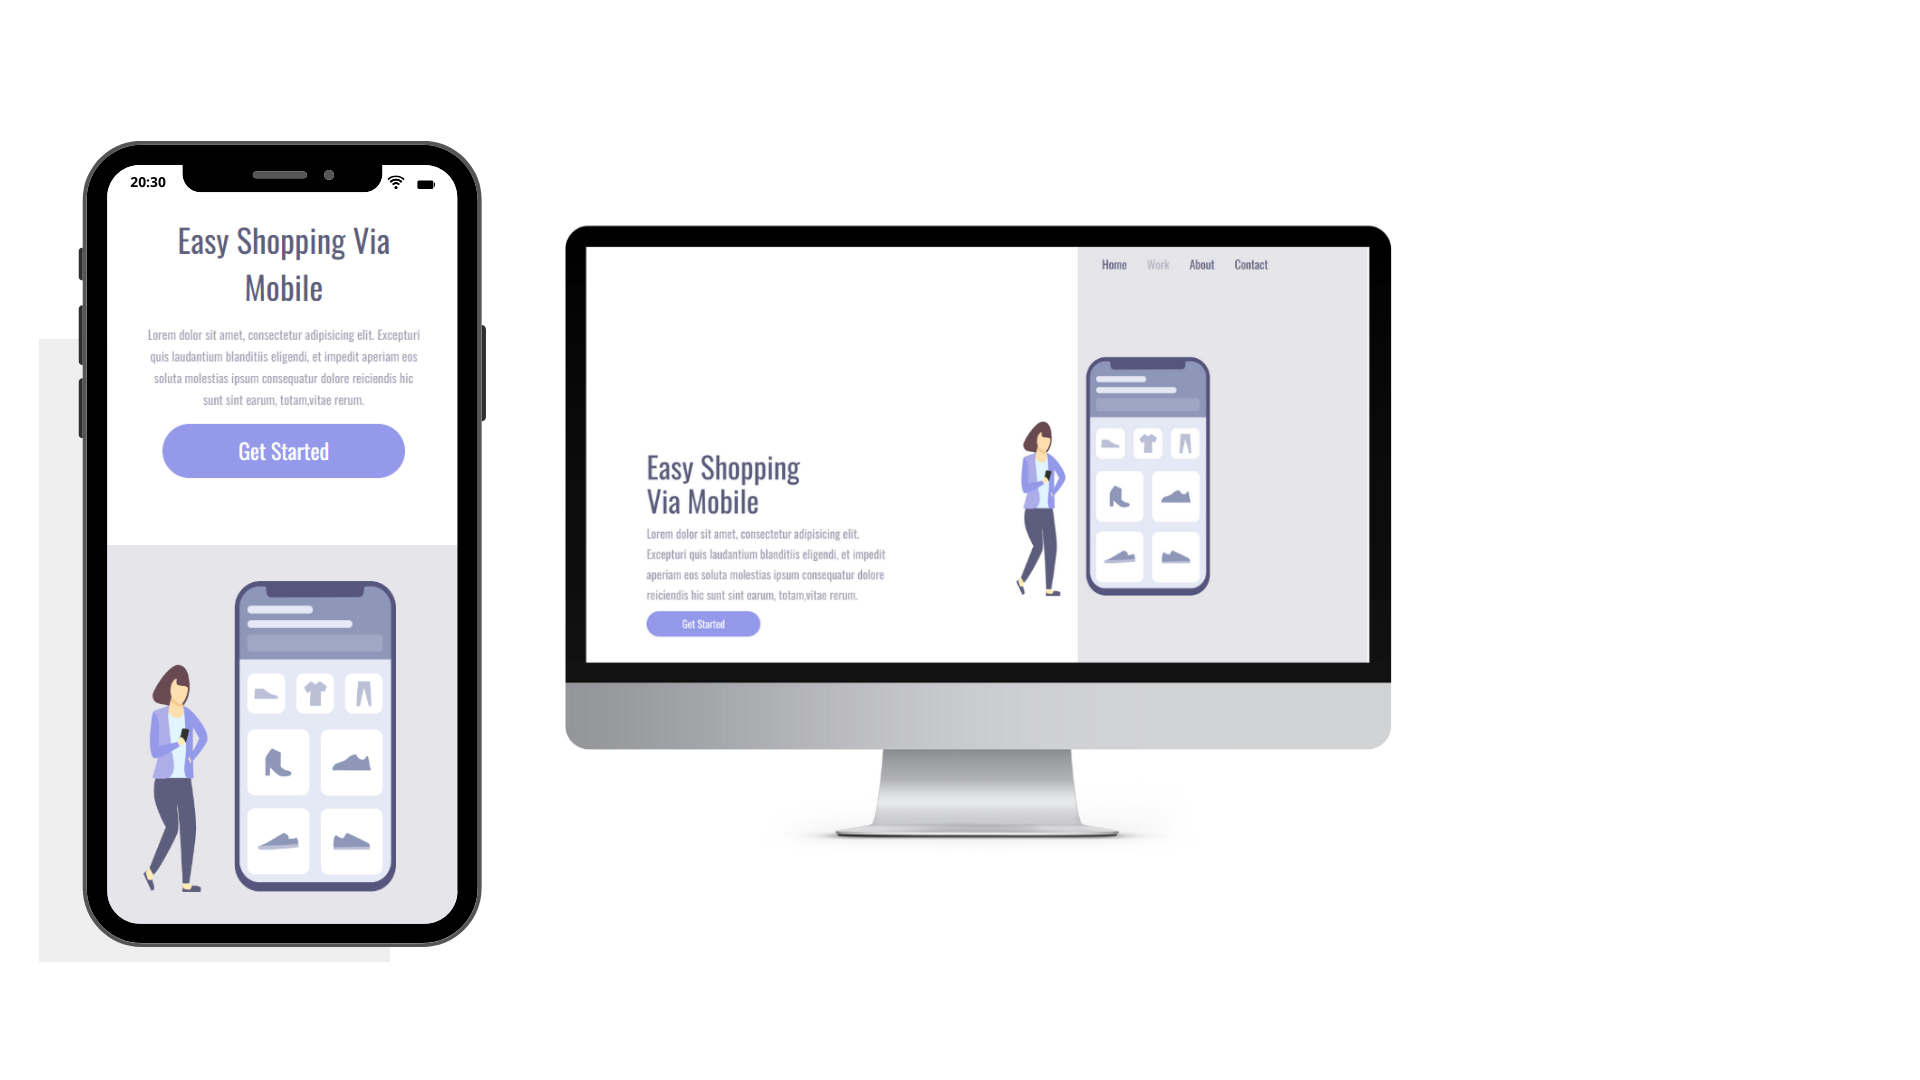 20:30
Easy Shopping Via
Mobile
Lorem dolor sit amet, consectetur adipisicing elit. Excepturi
quis laudantium blanditiis eligendi, et impedit aperiam eos
soluta molestias ipsum consequatur dolore reiciendis hic
sunt sint earum, totam,vitae rerum.
Get Started
Home Work About Contact
Easy Shopping
Via Mobile
Lorem dolor sit amet, consectetur adipisicing elit.
Excepturi quis laudantium blanditiis eligendi, et impedit
aperiam eos soluta molestias ipsum consequatur dolore
reiciendis hic sunt sint earum, totam,vitae rerum.
Get Started